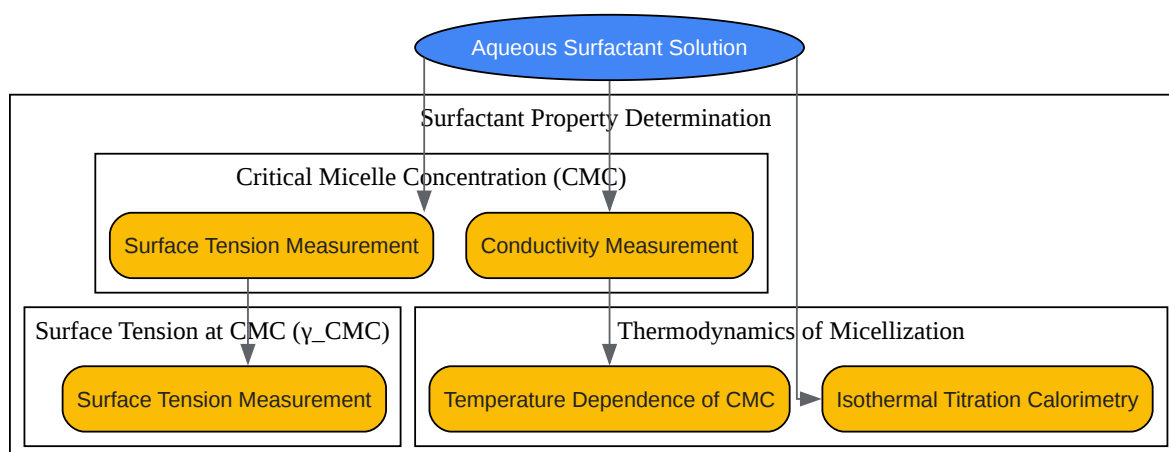 Aqueous Surfactant Solution
Surfactant Property Determination
Critical Micelle Concentration (CMC)
Surface Tension Measurement
Conductivity Measurement
Surface Tension at CMC (γ_CMC)
Thermodynamics of Micellization
Surface Tension Measurement
Temperature Dependence of CMC
Isothermal Titration Calorimetry